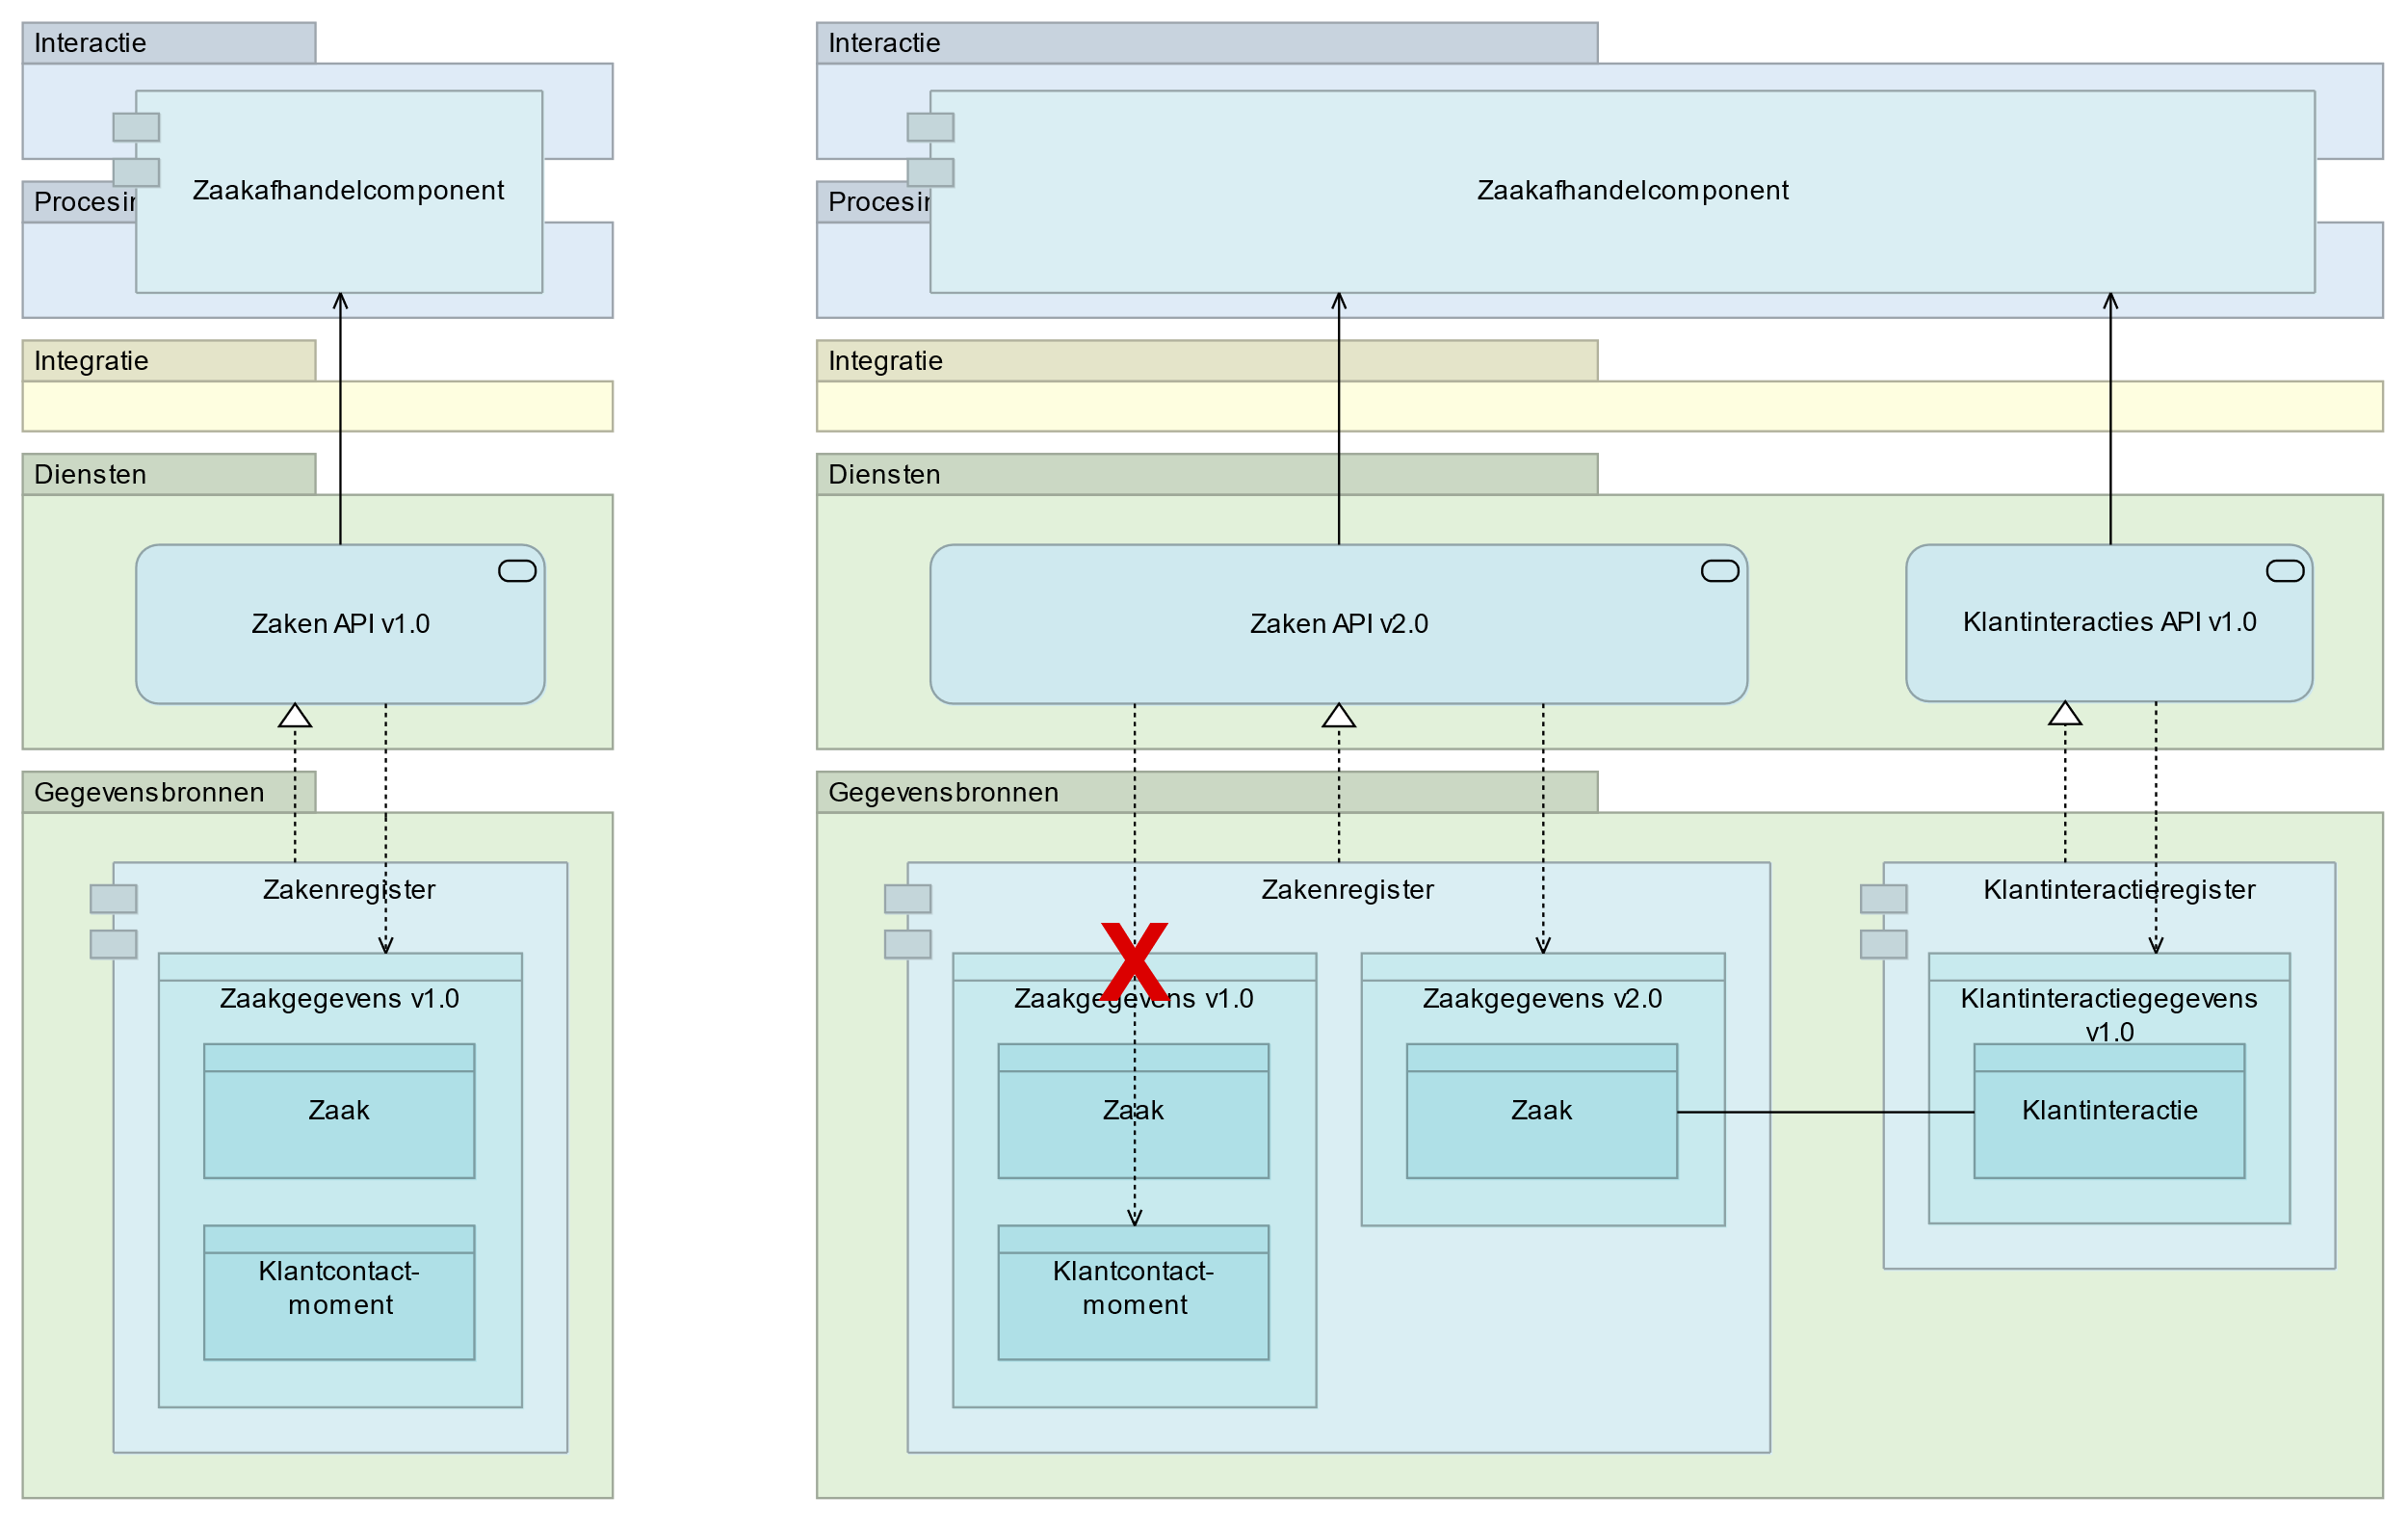 Interactie
Zaakafhandelcomponent
Procesin
Integratie
Diensten
Zaken API v1.0
Gegevensbronnen
Zakenregister
Zaakgegevens v1.0
Zaak
Klantcontact-
moment
Interactie
Zaakafhandelcomponent
Procesin
Integratie
Diensten
Zaken API v2.0
Klantinteracties API v1.0
Gegevensbronnen
Zakenregister
Klantinteractieregister
X
Zaakgegevens v1.0
Zaakgegevens v2.0
Klantinteractiegegevens
v1.0
Zaak
Zaak
Klantinteractie
Klantcontact-
moment